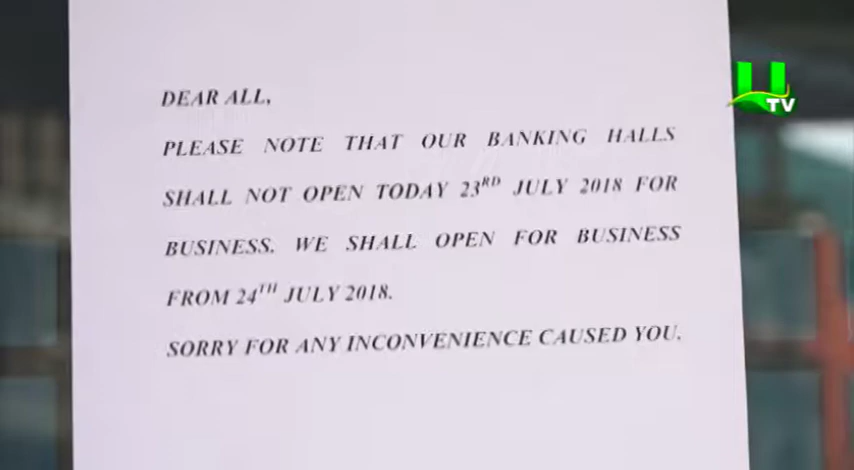 DEAR ALL,
PLEASE NOTE THAT OUR BANKING HALLS
SHALL NOT OPEN TODAY 23RD JULY 2018 FOR
BUSINESS. WE SHALL OPEN FOR BUSINESS
FROM 24TH JULY 2018.
SORRY FOR ANY INCONVENIENCE CAUSED YOU.
U TV